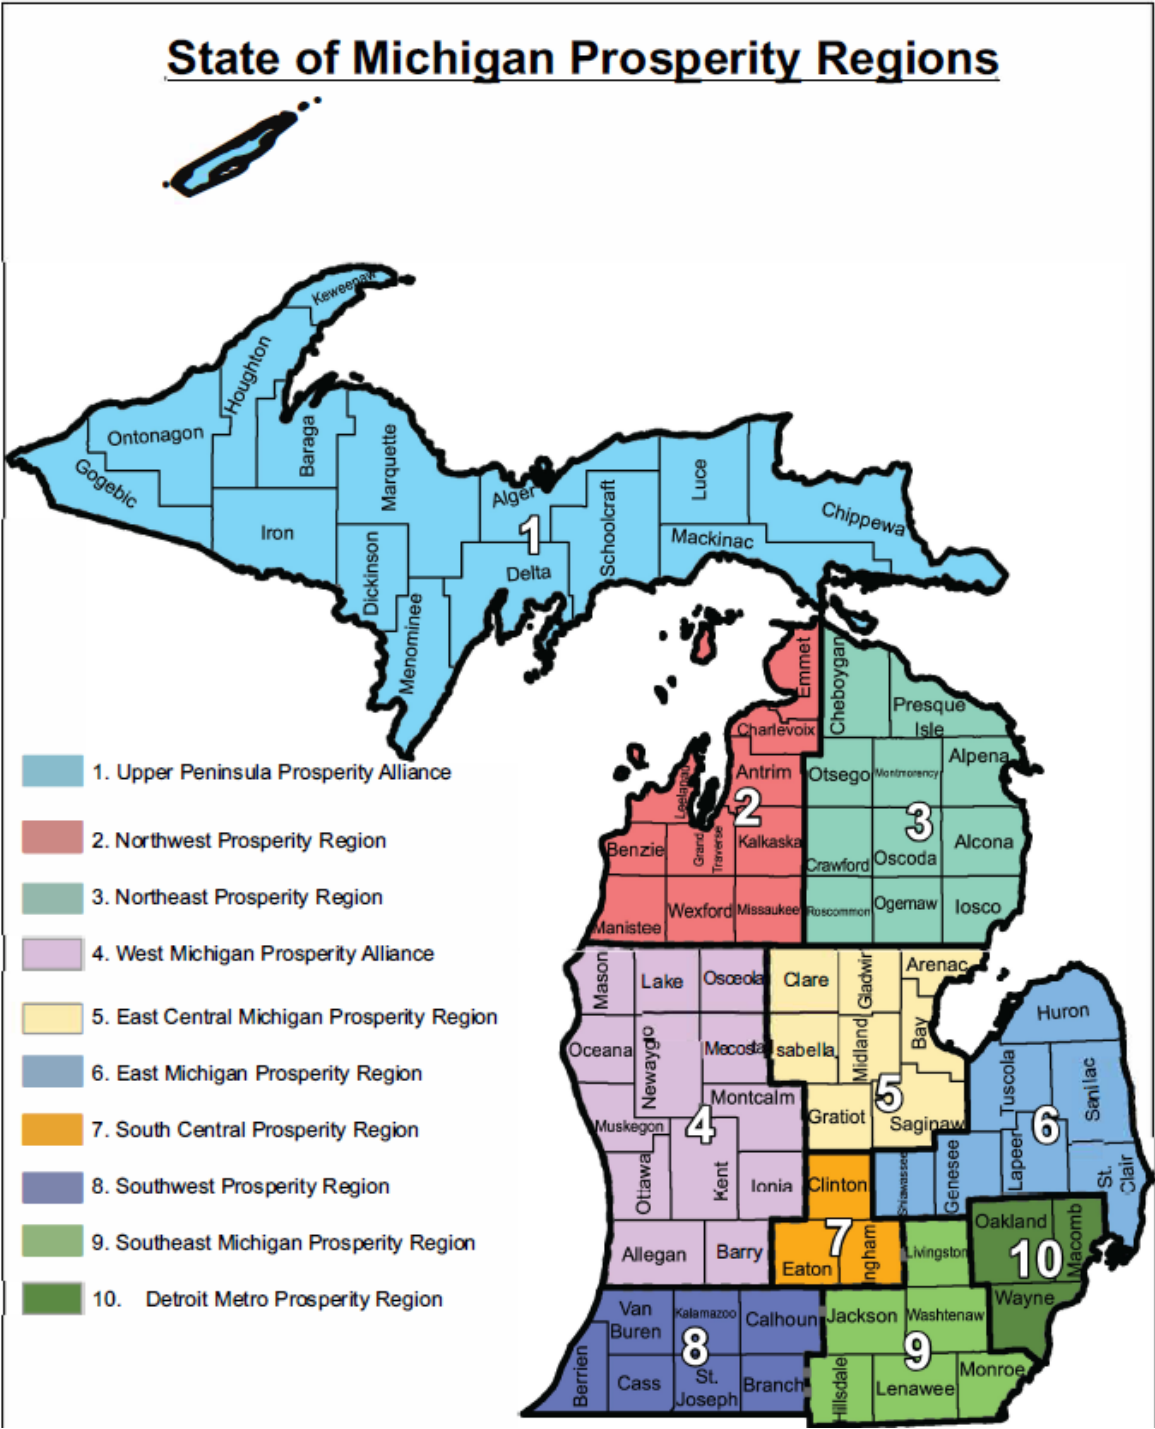 State of Michigan Prosperity Regions
Keweenaw
Houghton
Ontonagon
Gogebic
Baraga
Marquette
Iron
Dickinson
Menominee
Alger
1
Delta
Schoolcraft
Luce
Mackinac
Chippewa
Emmet
Cheboygan
Presque
Isle
Charlevoix
Antrim
Leelanau
2
Otsego
Montmorency
Alpena
3
Benzie
Grand
Traverse
Kalkaska
Crawford
Oscoda
Alcona
Manistee
Wexford
Missaukee
Roscommon
Ogemaw
Iosco
Mason
Lake
Osceola
Clare
Gladwin
Arenac
Oceana
Newaygo
Mecosta
Isabella
Midland
Bay
Huron
Montcalm
Muskegon
4
Gratiot
5
Saginaw
Tuscola
Sanilac
6
Ottawa
Kent
Ionia
Clinton
Shiawassee
Genesee
Lapeer
St.
Clair
Allegan
Barry
Eaton
7
Ingham
Livingston
Oakland
Macomb
10
Wayne
Van
Buren
Kalamazoo
Calhoun
Jackson
Washtenaw
8
9
Berrien
Cass
St.
Joseph
Branch
Hillsdale
Lenawee
Monroe
1. Upper Peninsula Prosperity Alliance
2. Northwest Prosperity Region
3. Northeast Prosperity Region
4. West Michigan Prosperity Alliance
5. East Central Michigan Prosperity Region
6. East Michigan Prosperity Region
7. South Central Prosperity Region
8. Southwest Prosperity Region
9. Southeast Michigan Prosperity Region
10. Detroit Metro Prosperity Region